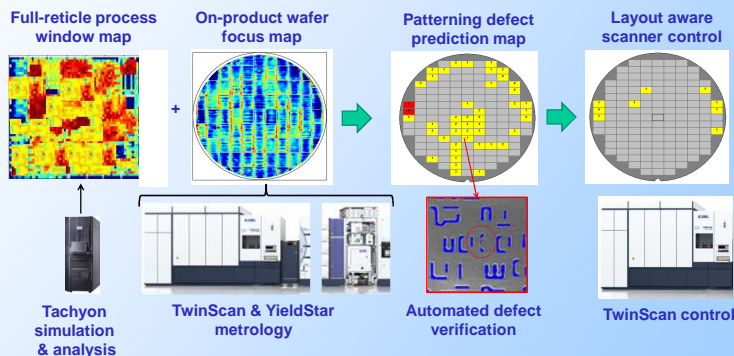 Full-reticle process
window map
On-product wafer
focus map
Patterning defect
prediction map
Layout aware
scanner control
+
ASML
Tachyon
simulation
& analysis
TwinScan & YieldStar
metrology
Automated defect
verification
TwinScan control